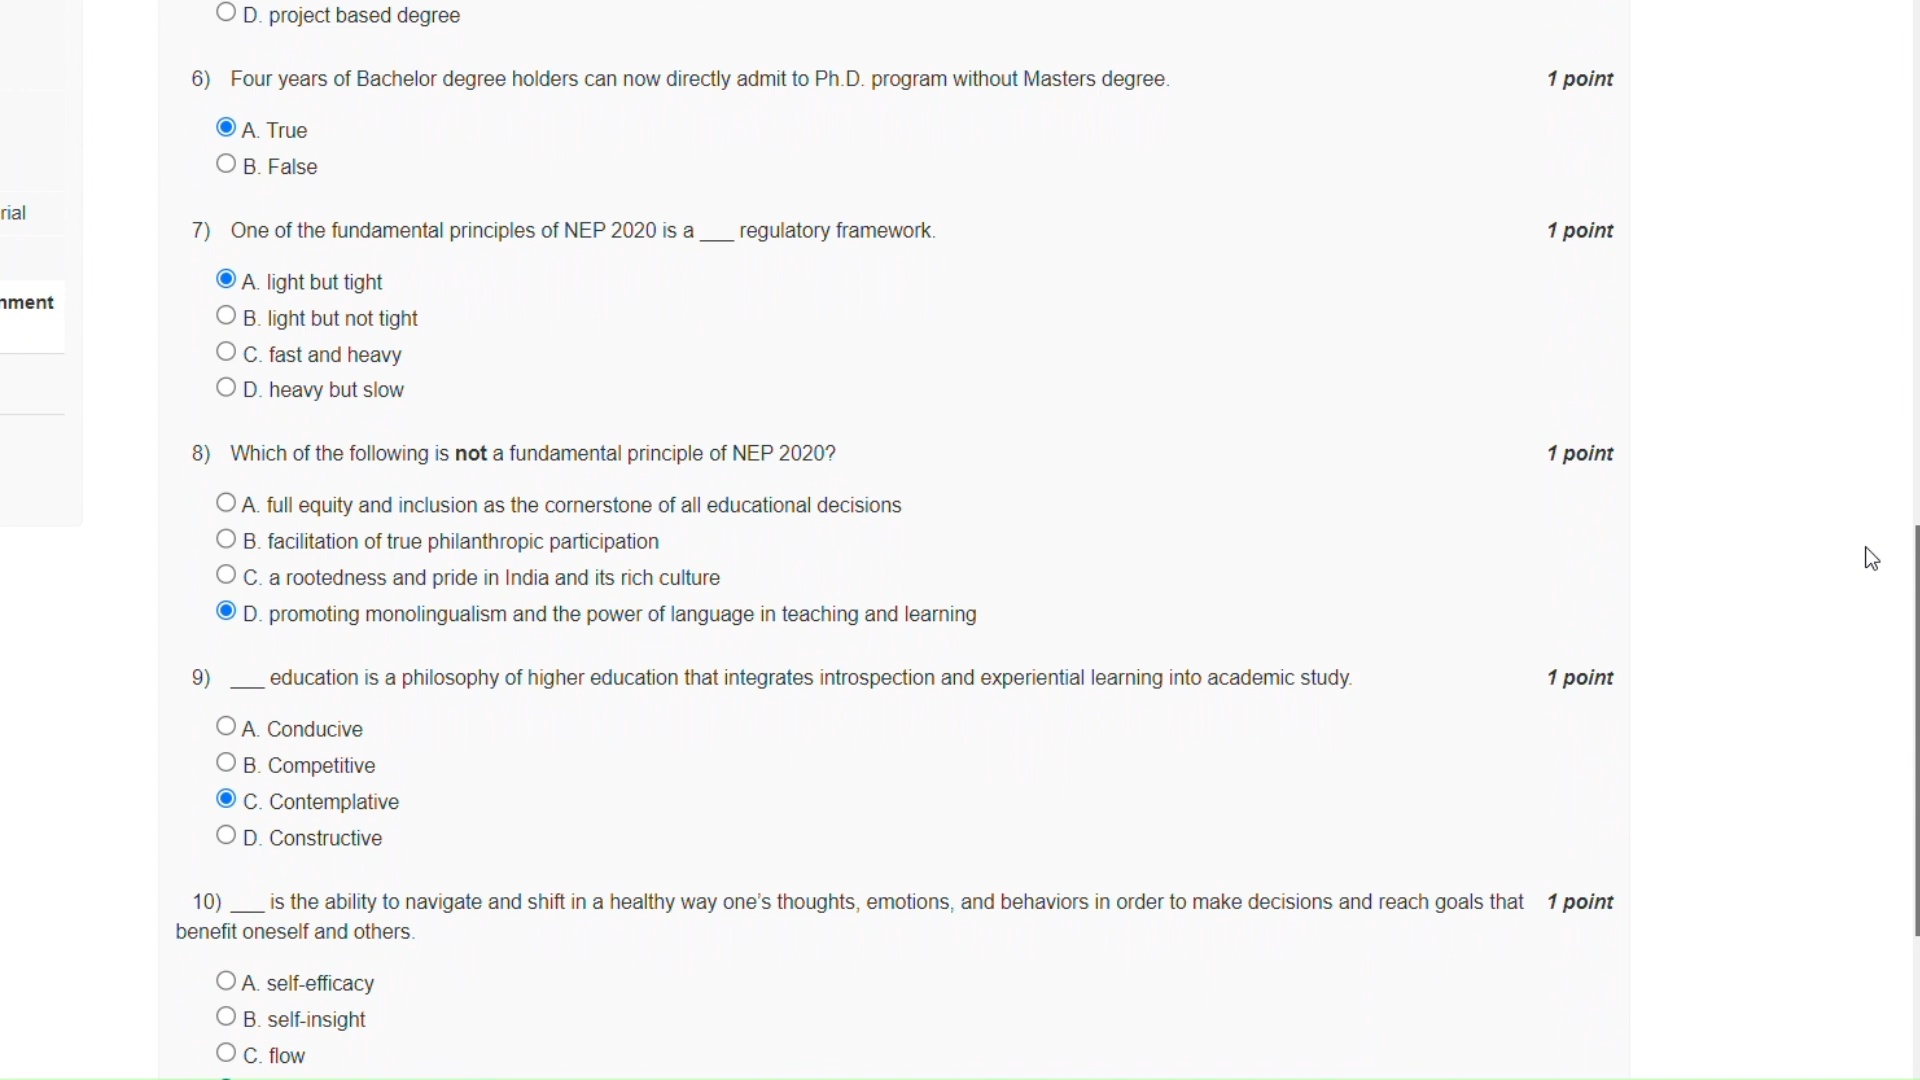 D. project based degree
6) Four years of Bachelor degree holders can now directly admit to Ph.D. program without Masters degree. 1 point
A. True
B. False
rial
7) One of the fundamental principles of NEP 2020 is a ___ regulatory framework. 1 point
A. light but tight
nment
B. light but not tight
C. fast and heavy
D. heavy but slow
8) Which of the following is not a fundamental principle of NEP 2020? 1 point
A. full equity and inclusion as the cornerstone of all educational decisions
B. facilitation of true philanthropic participation
C. a rootedness and pride in India and its rich culture
D. promoting monolingualism and the power of language in teaching and learning
9) ___ education is a philosophy of higher education that integrates introspection and experiential learning into academic study. 1 point
A. Conducive
B. Competitive
C. Contemplative
D. Constructive
10) ___ is the ability to navigate and shift in a healthy way one's thoughts, emotions, and behaviors in order to make decisions and reach goals that 1 point
benefit oneself and others.
A. self-efficacy
B. self-insight
C. flow